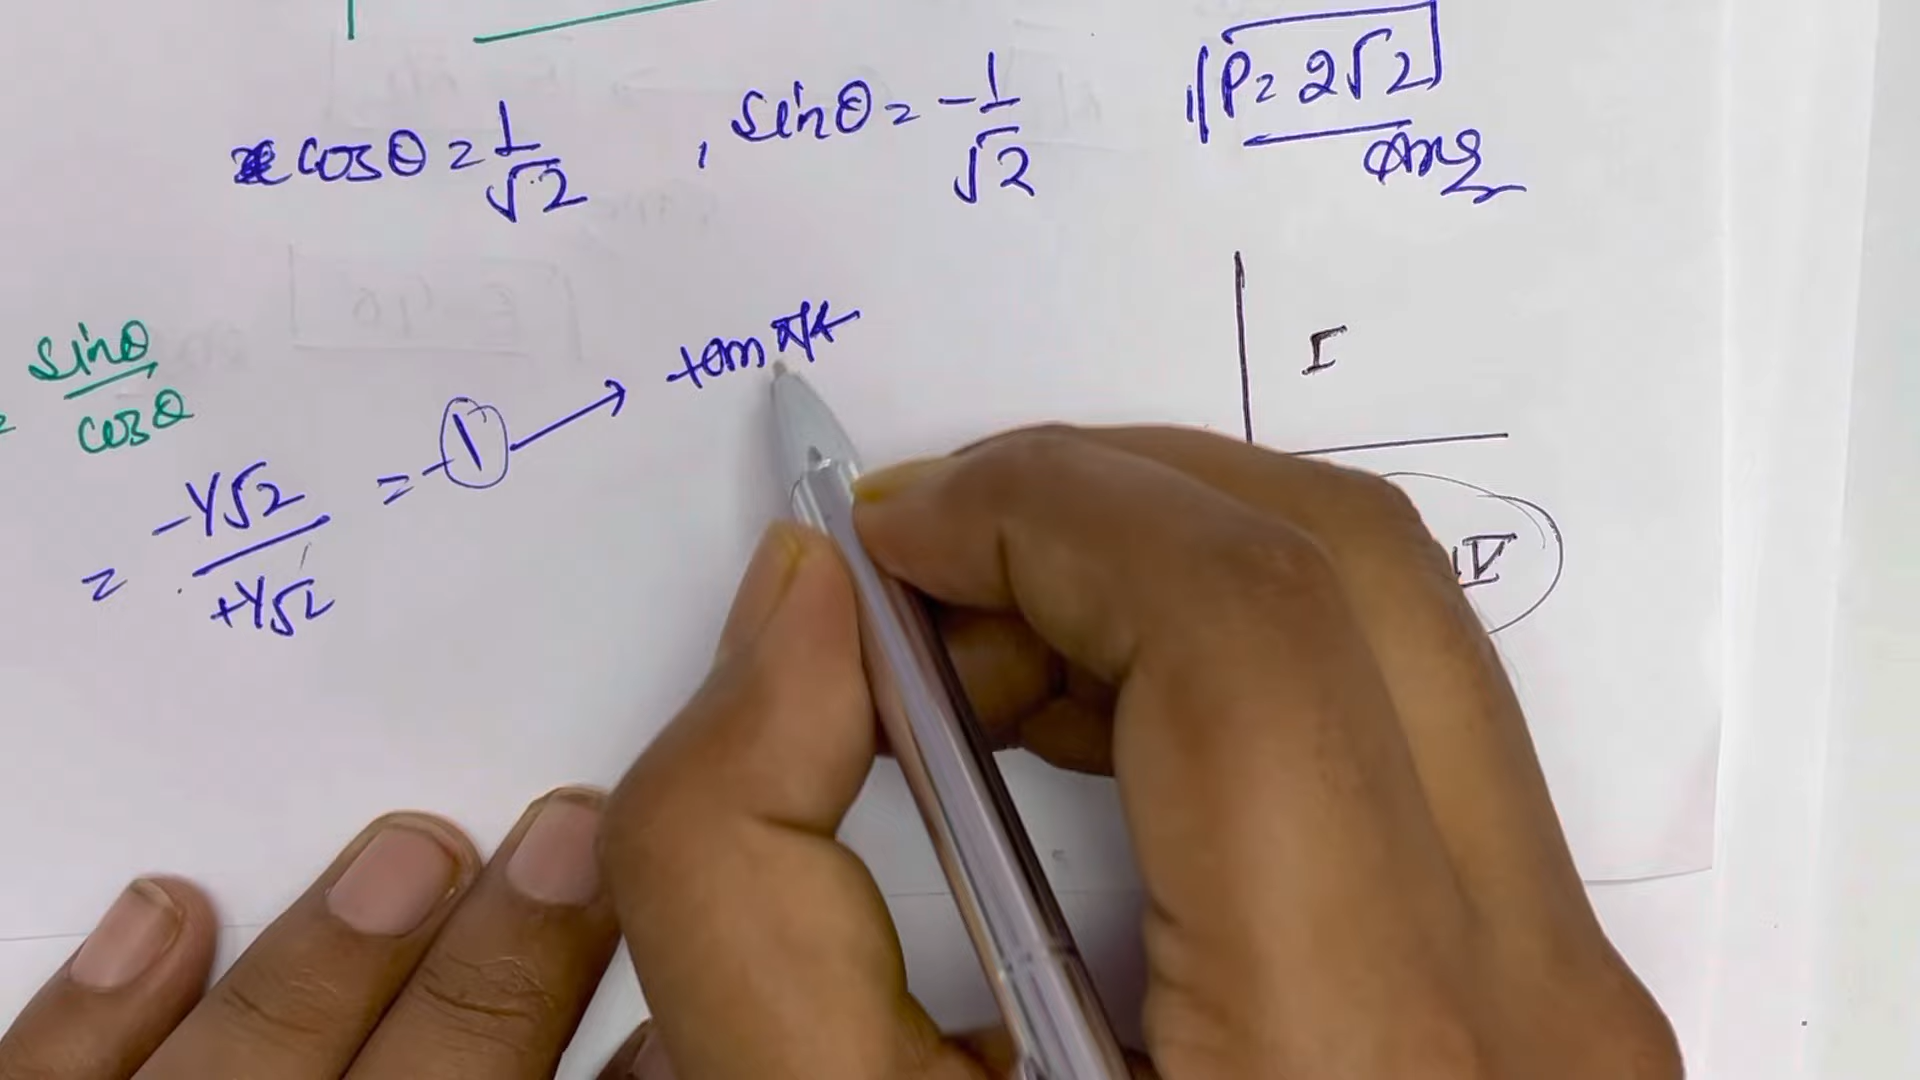 cosθ = 1/√2 , sinθ = -1/√2 , P = 2√2
Ans
= sinθ/cosθ
= -1/√2 / +1/√2 = -1 → tan π/4
I
IV